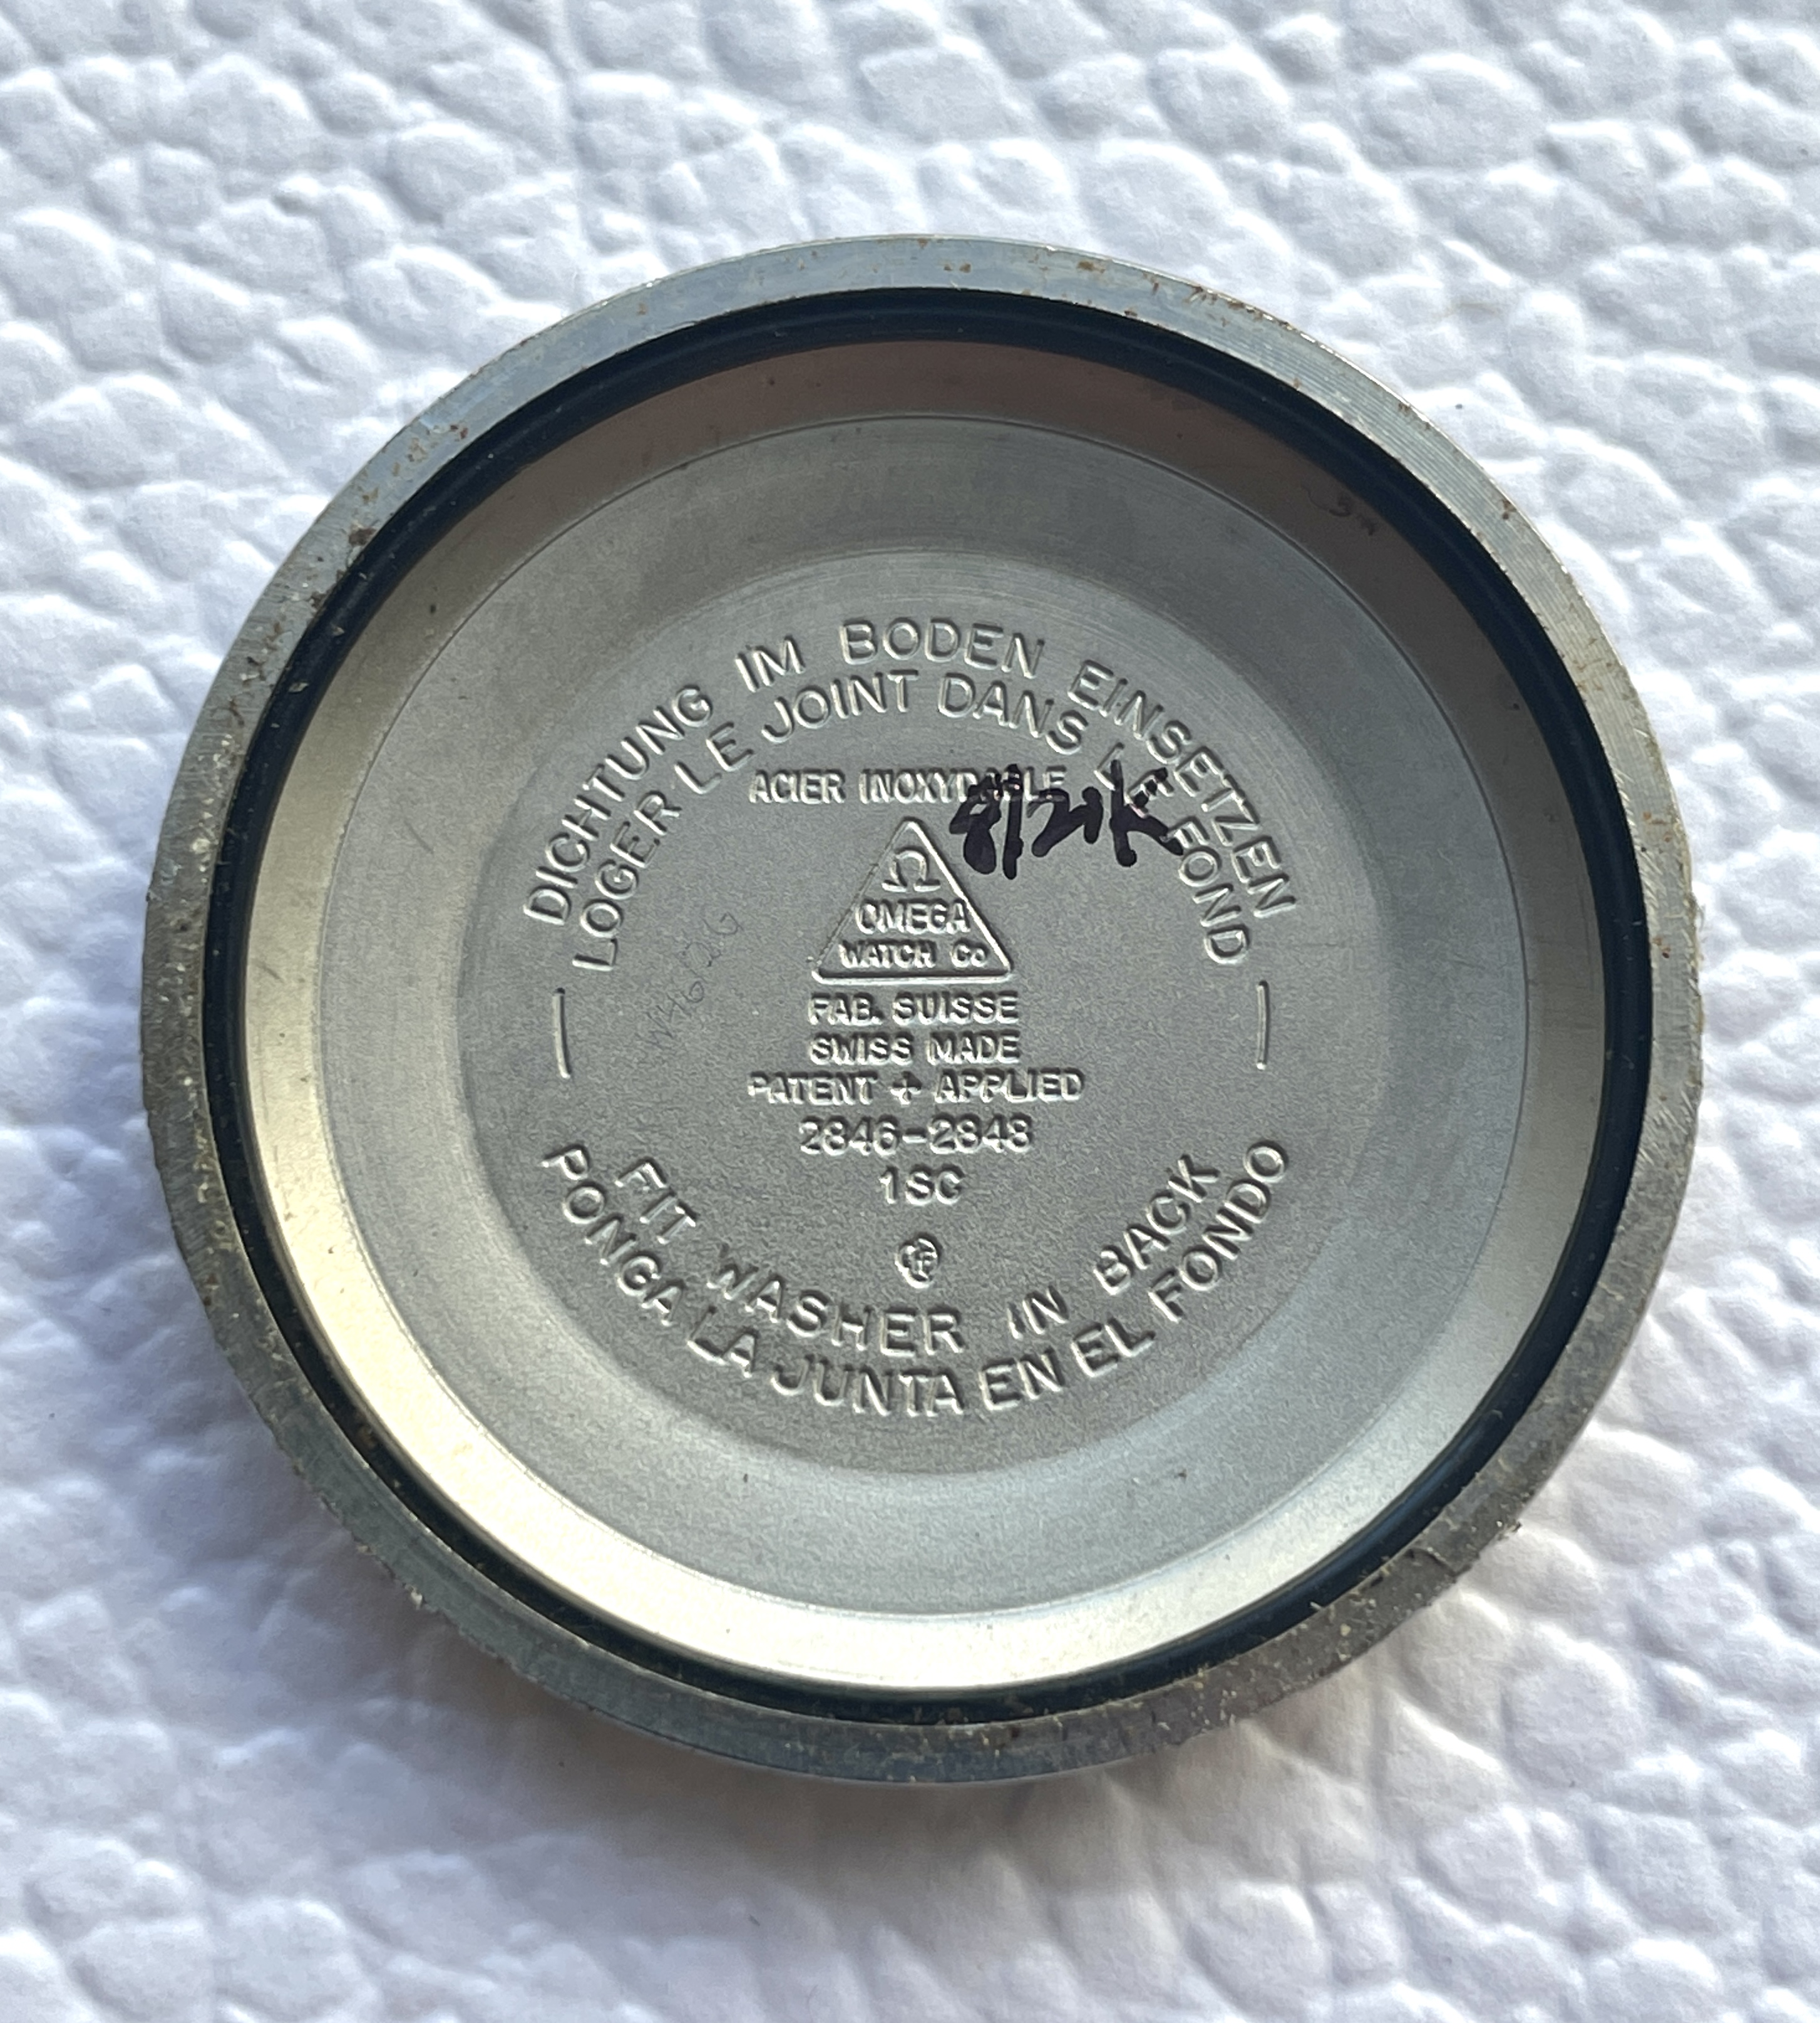 DICHTUNG IM BODEN EINSETZEN
LOGER LE JOINT DANS LE FOND
ACIER INOXYDABLE
Ω
OMEGA
WATCH Co
FAB. SUISSE
SWISS MADE
PATENT + APPLIED
2846-2848
1SC
FIT WASHER IN BACK
PONGA LA JUNTA EN EL FONDO